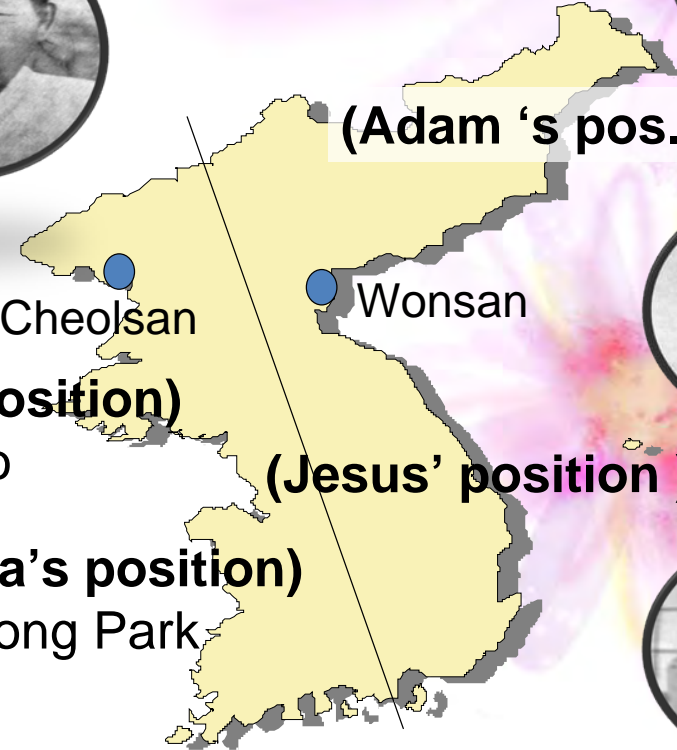 (Adam ‘s pos.
Wonsan
Cheolsan
osition)
(Jesus’ position )
a’s position)
ong Park